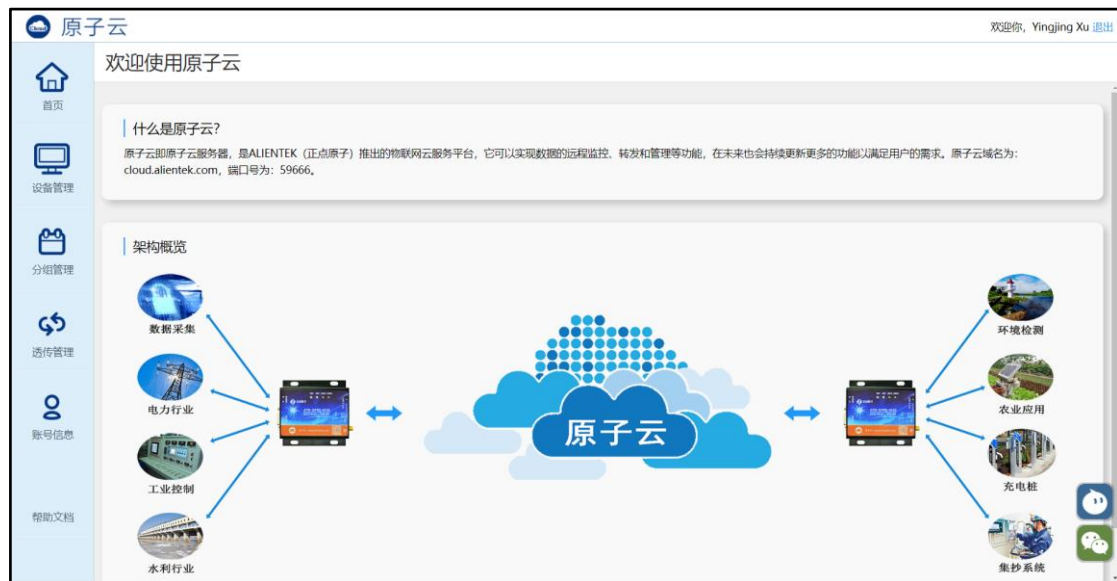 Cloud 原子云
欢迎你，Yingjing Xu 退出
首页
设备管理
分组管理
透传管理
账号信息
帮助文档
欢迎使用原子云
什么是原子云?
原子云即原子云服务器，是ALIENTEK（正点原子）推出的物联网云服务平台，它可以实现数据的远程监控、转发和管理等功能，在未来也会持续更新更多的功能以满足用户的需求。原子云域名为：
cloud.alientek.com，端口号为：59666。
架构概览
数据采集
电力行业
工业控制
水利行业
原子云
环境检测
农业应用
充电桩
集抄系统